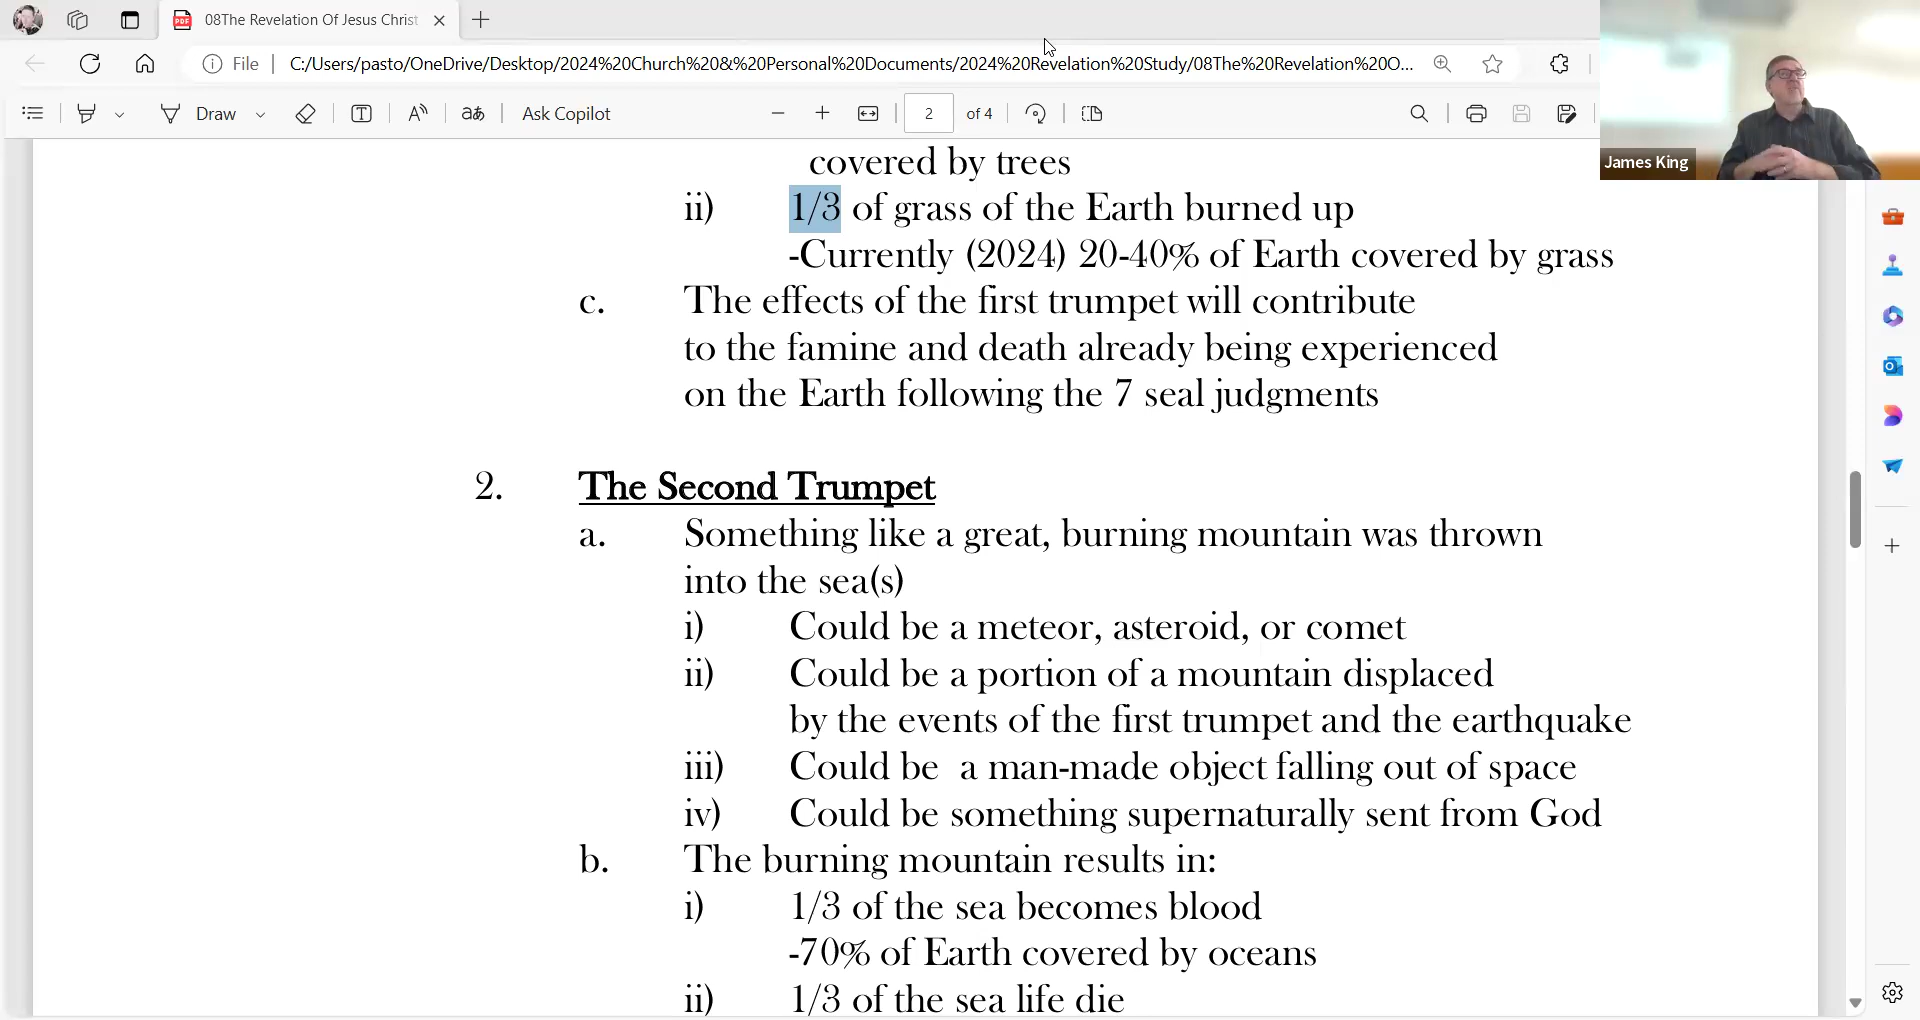 08The Revelation Of Jesus Christ
File
C:/Users/pasto/OneDrive/Desktop/2024%20Church%20&%20Personal%20Documents/2024%20Revelation%20Study/08The%20Revelation%20O...
Draw
aあ
Ask Copilot
2 of 4
PDF
James King
covered by trees
ii) 1/3 of grass of the Earth burned up
-Currently (2024) 20-40% of Earth covered by grass
c. The effects of the first trumpet will contribute
to the famine and death already being experienced
on the Earth following the 7 seal judgments
2. The Second Trumpet
a. Something like a great, burning mountain was thrown
into the sea(s)
i) Could be a meteor, asteroid, or comet
ii) Could be a portion of a mountain displaced
by the events of the first trumpet and the earthquake
iii) Could be  a man-made object falling out of space
iv) Could be something supernaturally sent from God
b. The burning mountain results in:
i) 1/3 of the sea becomes blood
-70% of Earth covered by oceans
ii) 1/3 of the sea life die